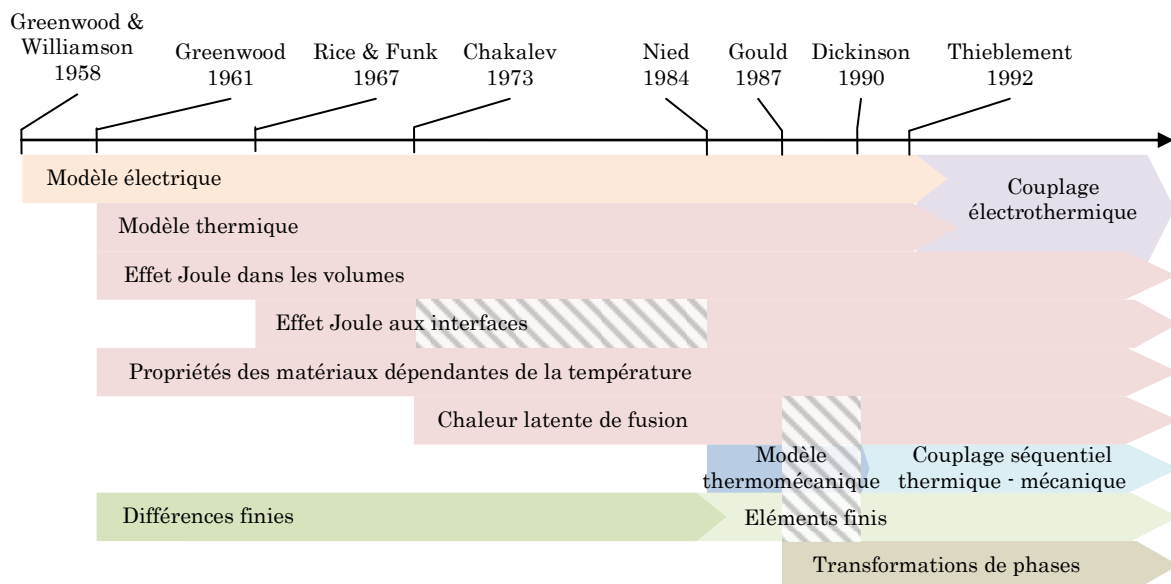 Greenwood &
Williamson
1958
Greenwood
1961
Rice & Funk
1967
Chakalev
1973
Nied
1984
Gould
1987
Dickinson
1990
Thieblement
1992
Modèle électrique
Couplage
électrothermique
Modèle thermique
Effet Joule dans les volumes
Effet Joule aux interfaces
Propriétés des matériaux dépendantes de la température
Chaleur latente de fusion
Modèle
thermomécanique
Couplage séquentiel
thermique - mécanique
Différences finies
Eléments finis
Transformations de phases